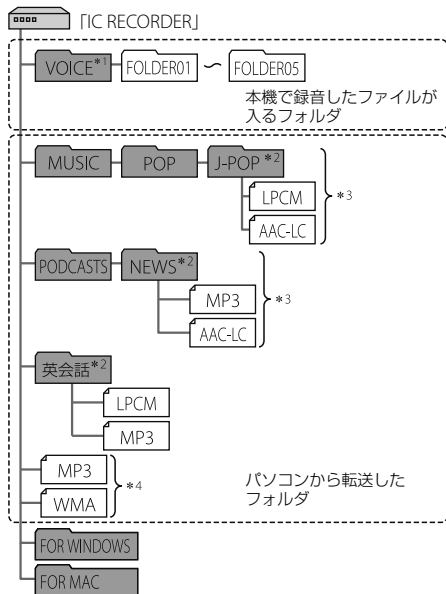 「IC RECORDER」
VOICE*1 FOLDER01 ～ FOLDER05
本機で録音したファイルが
入るフォルダ
MUSIC POP J-POP*2
LPCM *3
AAC-LC
PODCASTS NEWS*2
MP3 *3
AAC-LC
英会話*2
LPCM
MP3
MP3
*4
WMA
パソコンから転送した
フォルダ
FOR WINDOWS
FOR MAC